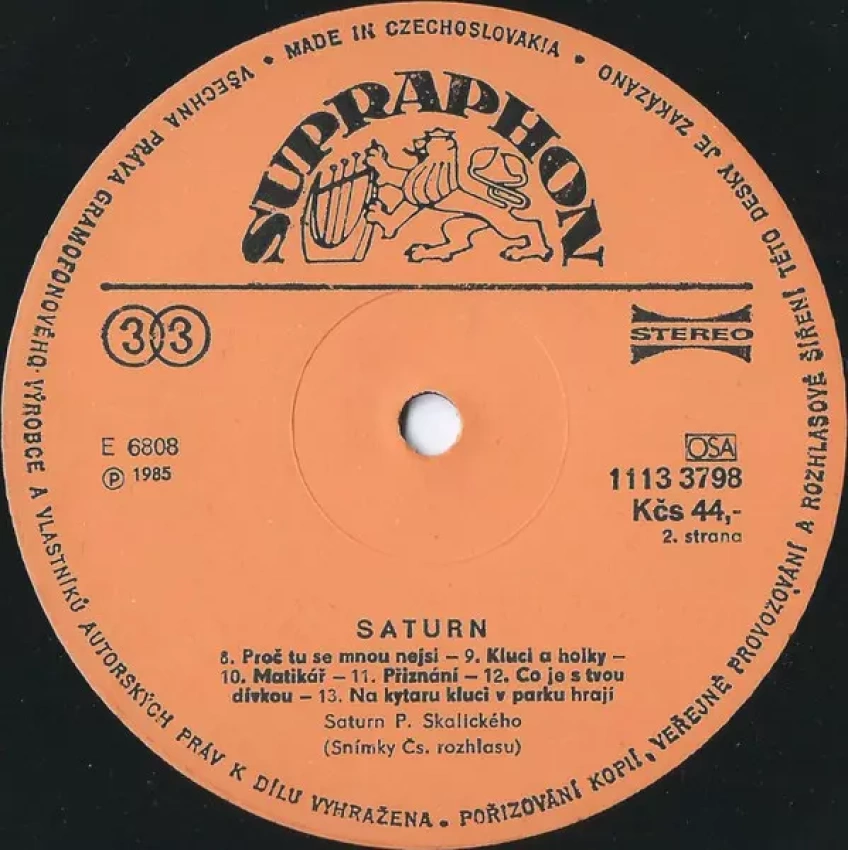 MADE IN CZECHOSLOVAKIA • VŠECHNA PRÁVA GRAMOFONOVÉHO VÝROBCE A VLASTNÍKŮ AUTORSKÝCH PRÁV K DÍLU VYHRAŽENA. POŘIZOVÁNÍ KOPIÍ, VEŘEJNÉ PROVOZOVÁNÍ A ROZHLASOVÉ ŠÍŘENÍ TÉTO DESKY JE ZAKÁZÁNO •
SUPRAPHON
33
STEREO
E 6808
Ⓟ 1985
OSA
1113 3798
Kčs 44,-
2. strana
SATURN
8. Proč tu se mnou nejsi – 9. Kluci a holky –
10. Matikář – 11. Přiznání – 12. Co je s tvou
dívkou – 13. Na kytaru kluci v parku hrají
Saturn P. Skalického
(Snímky Čs. rozhlasu)